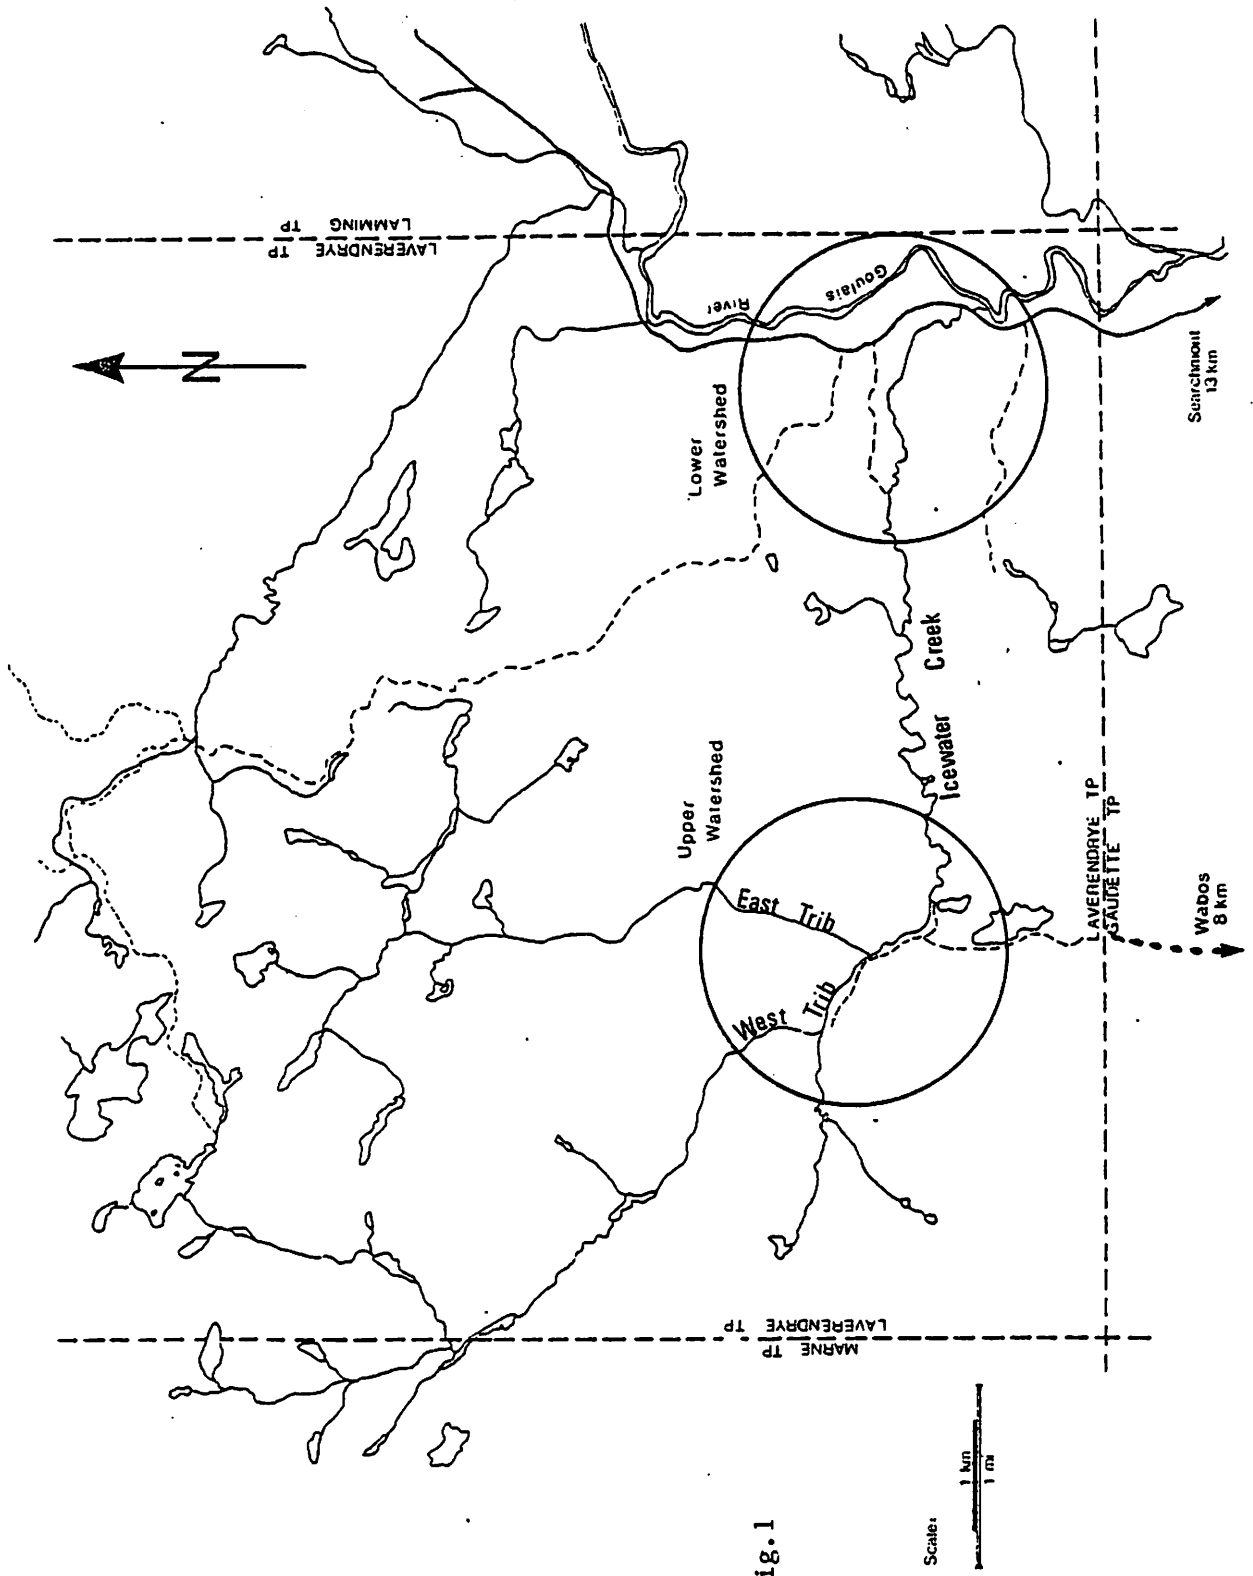 LAMMING TP
LAVERENDRYE TP
N
River
Goulais
Lower
Watershed
Searchmont
13 km
Upper
Watershed
Icewater Creek
East Trib
West Trib
LAVERENDRYE TP
GAUDETTE TP
Wabos
8 km
LAVERENDRYE TP
MARNE TP
ig.1
Scale:
1 km
1 mi